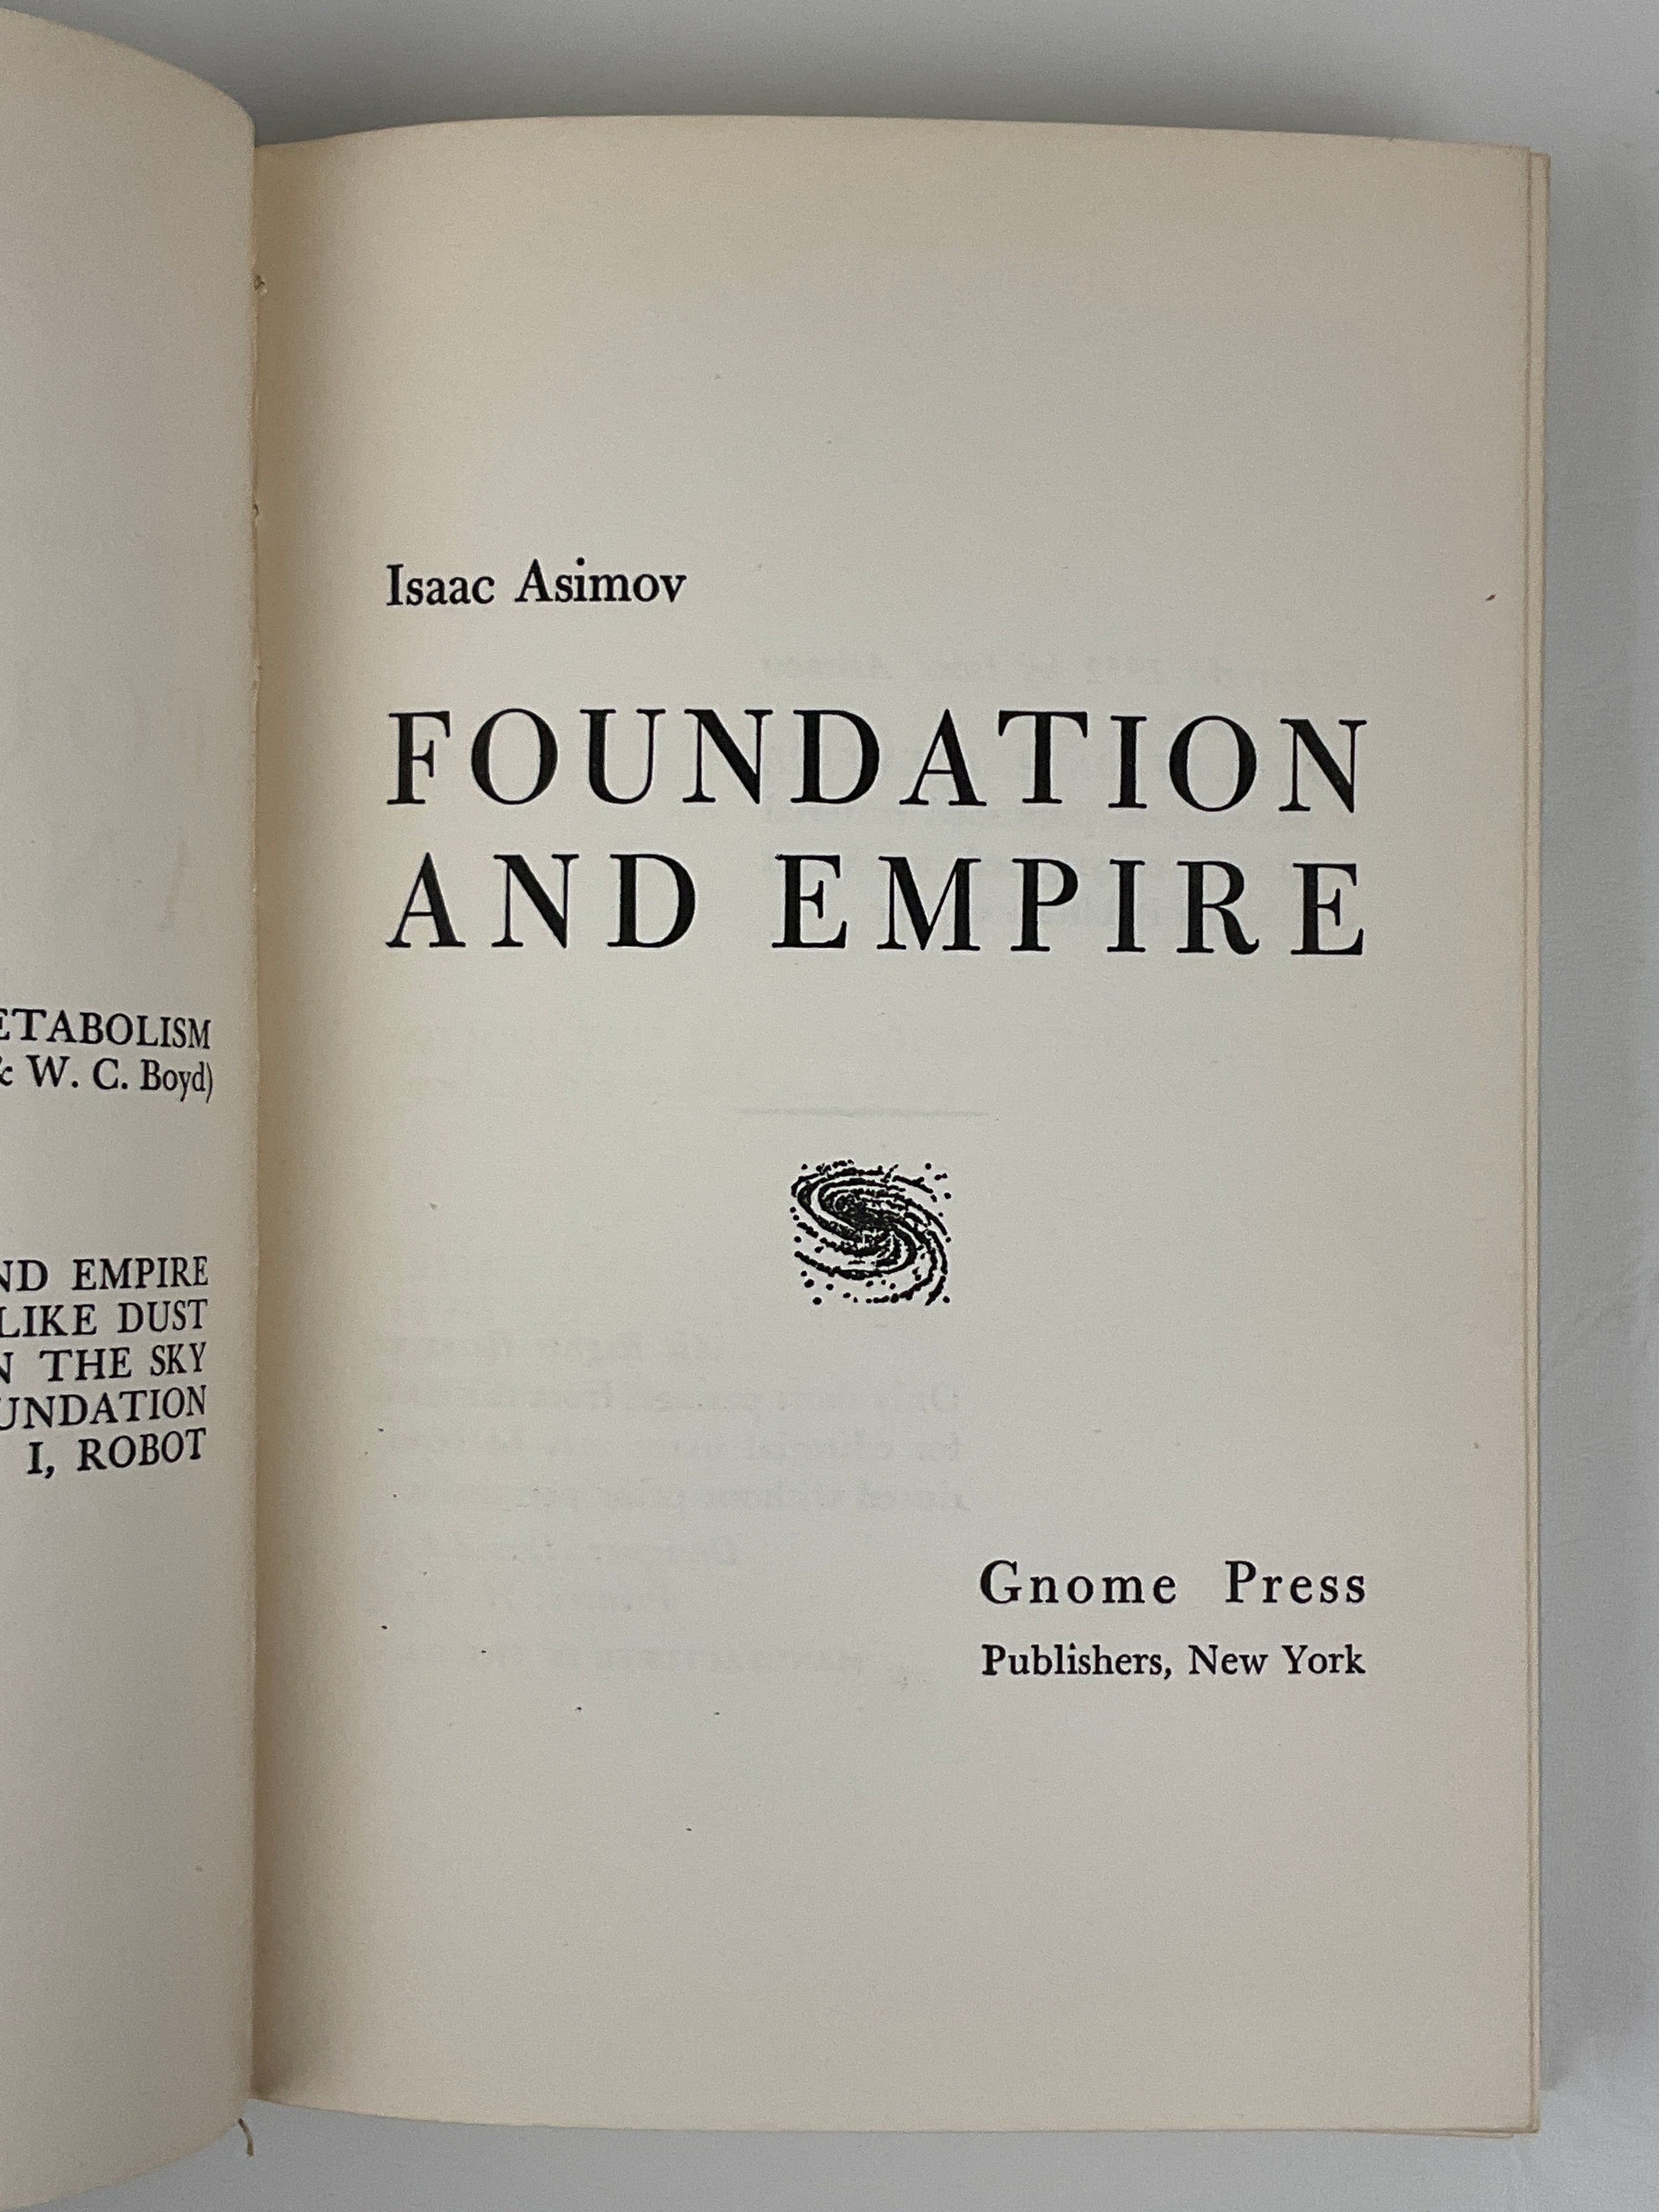 ETABOLISM
& W. C. Boyd)
ND EMPIRE
LIKE DUST
N THE SKY
UNDATION
I, ROBOT
Isaac Asimov
FOUNDATION
AND EMPIRE
Gnome Press
Publishers, New York